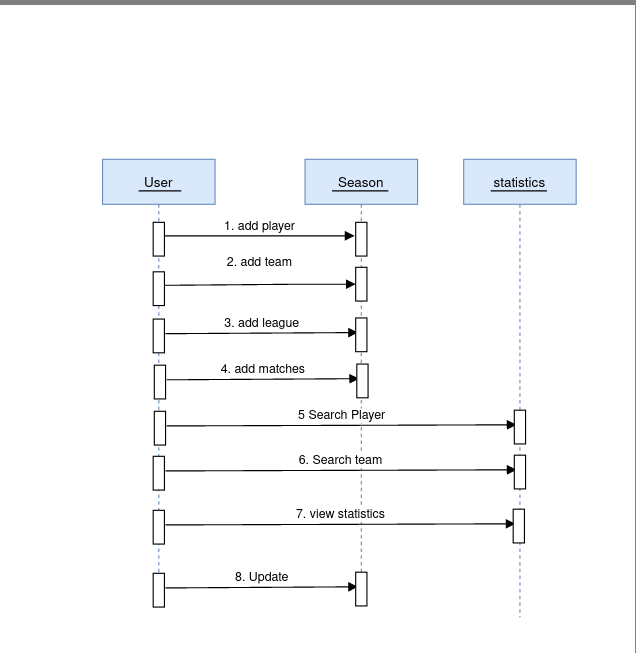 User
Season
statistics
1. add player
2. add team
3. add league
4. add matches
5 Search Player
6. Search team
7. view statistics
8. Update